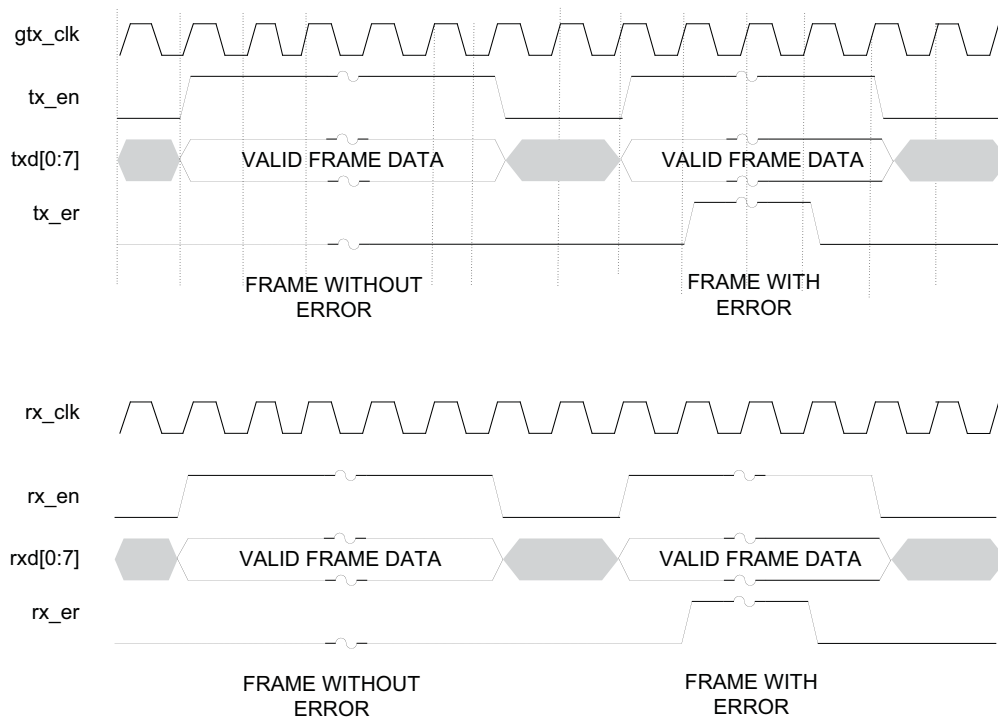 gtx_clk
tx_en
txd[0:7]
VALID FRAME DATA
VALID FRAME DATA
tx_er
FRAME WITHOUT
ERROR
FRAME WITH
ERROR
rx_clk
rx_en
rxd[0:7]
VALID FRAME DATA
VALID FRAME DATA
rx_er
FRAME WITHOUT
ERROR
FRAME WITH
ERROR